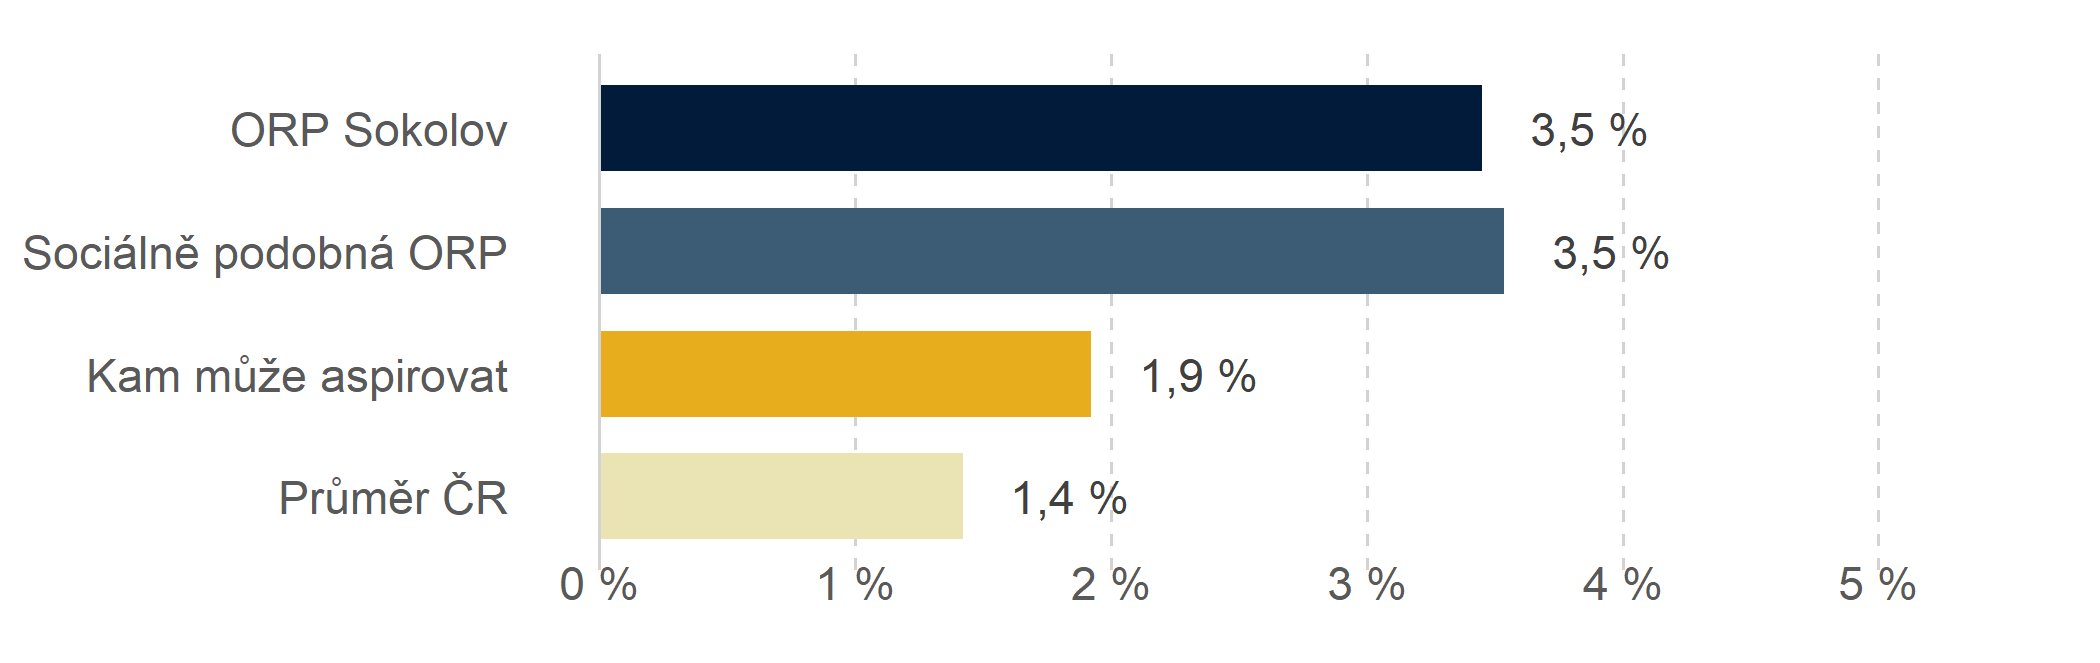 ORP Sokolov 3,5 %
Sociálně podobná ORP 3,5 %
Kam může aspirovat 1,9 %
Průměr ČR 1,4 %
0 % 1 % 2 % 3 % 4 % 5 %